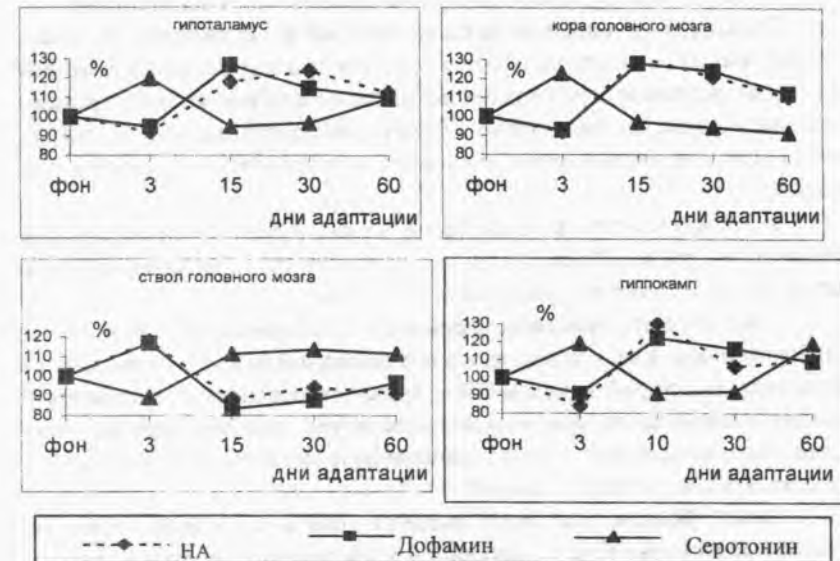 гипоталамус
%
130
120
110
100
90
80
фон 3 15 30 60
дни адаптации
кора головного мозга
%
130
120
110
100
90
80
фон 3 15 30 60
дни адаптации
ствол головного мозга
%
120
110
100
90
80
фон 3 15 30 60
дни адаптации
гиппокамп
%
130
120
110
100
90
80
фон 3 10 30 60
дни адаптации
НА Дофамин Серотонин